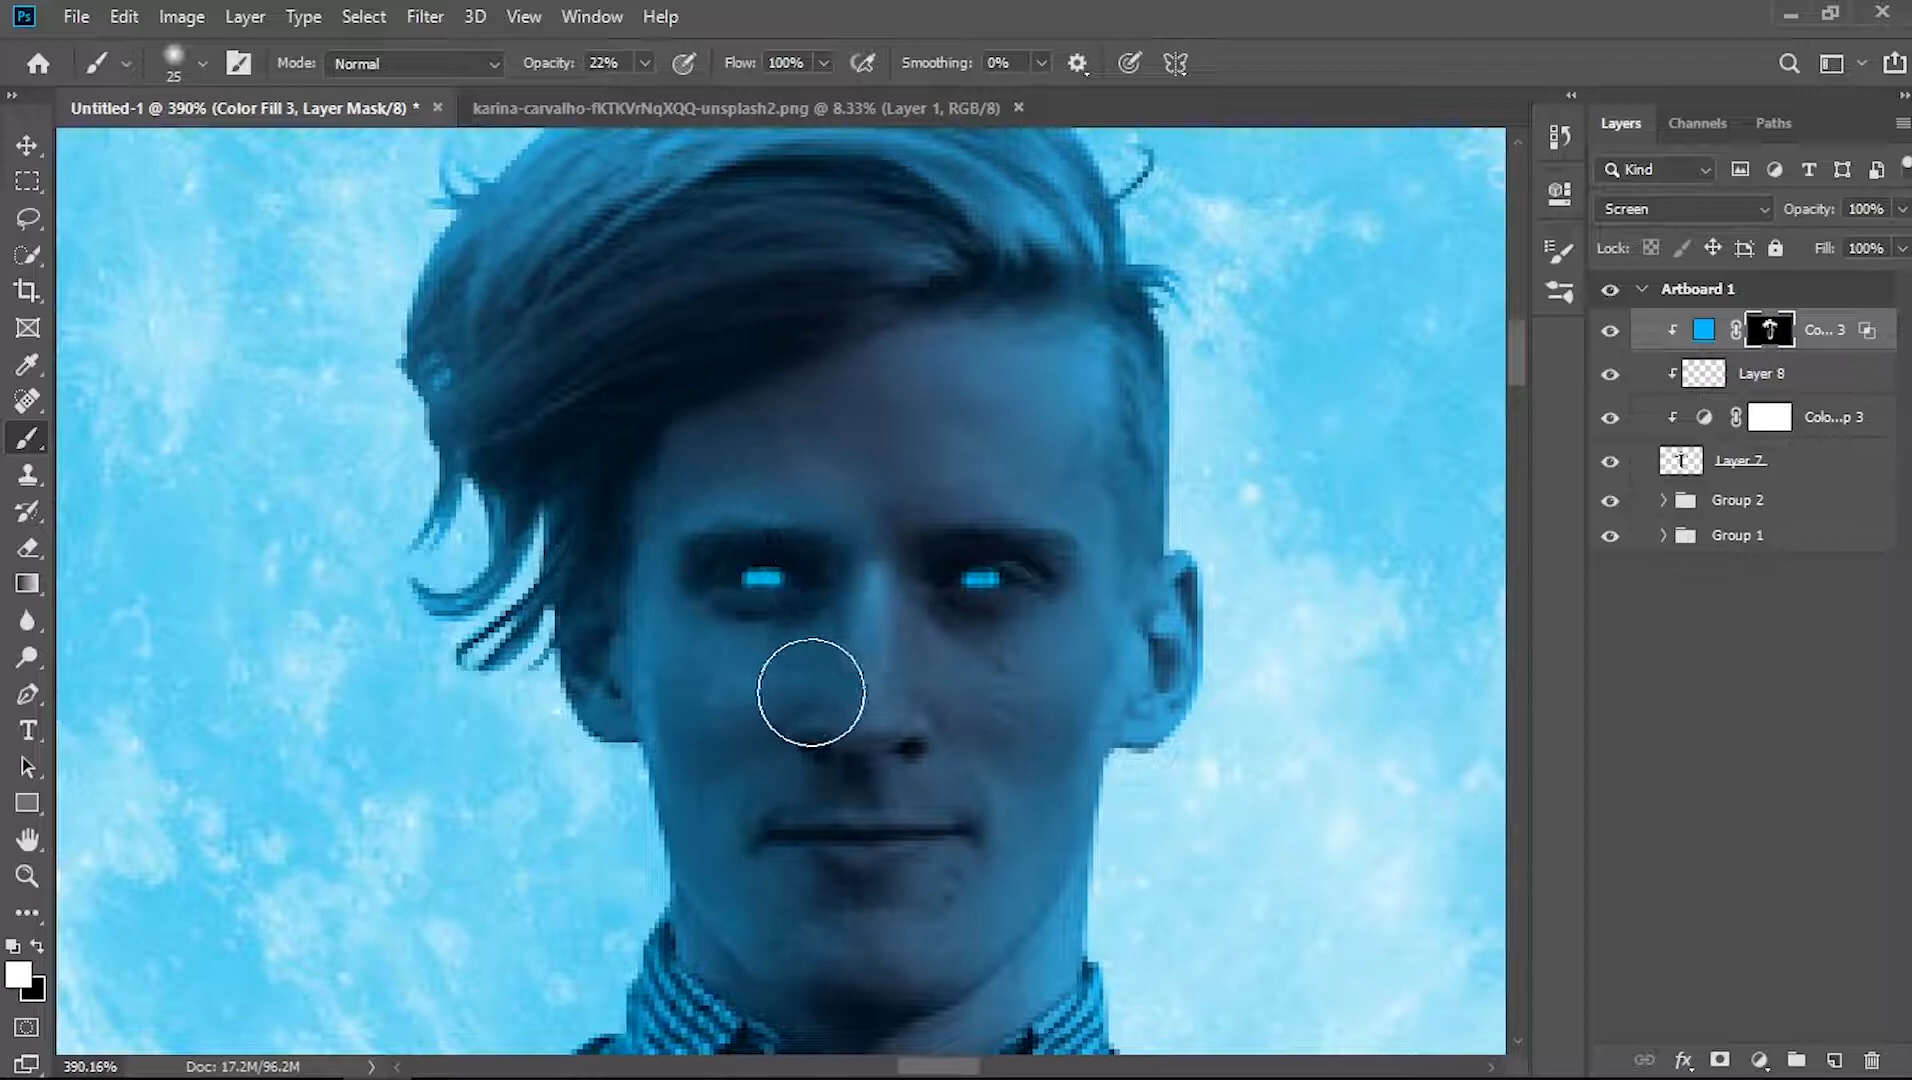 Ps File Edit Image Layer Type Select Filter 3D View Window Help
25 Mode: Normal Opacity: 22% Flow: 100% Smoothing: 0%
Untitled-1 @ 390% (Color Fill 3, Layer Mask/8) * karina-carvalho-fKTKVrNqXQQ-unsplash2.png @ 8.33% (Layer 1, RGB/8)
Layers Channels Paths
Kind
Screen Opacity: 100%
Lock: Fill: 100%
Artboard 1
Co... 3
Layer 8
Colo...p 3
Layer 7
Group 2
Group 1
390.16% Doc: 17.2M/96.2M